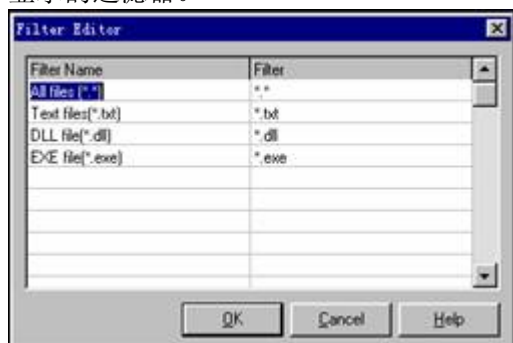 显示的过滤器。
Filter Editor
Filter Name Filter
All files (*.*) *.*
Text files(*.txt) *.txt
DLL file(*.dll) *.dll
EXE file(*.exe) *.exe
OK Cancel Help